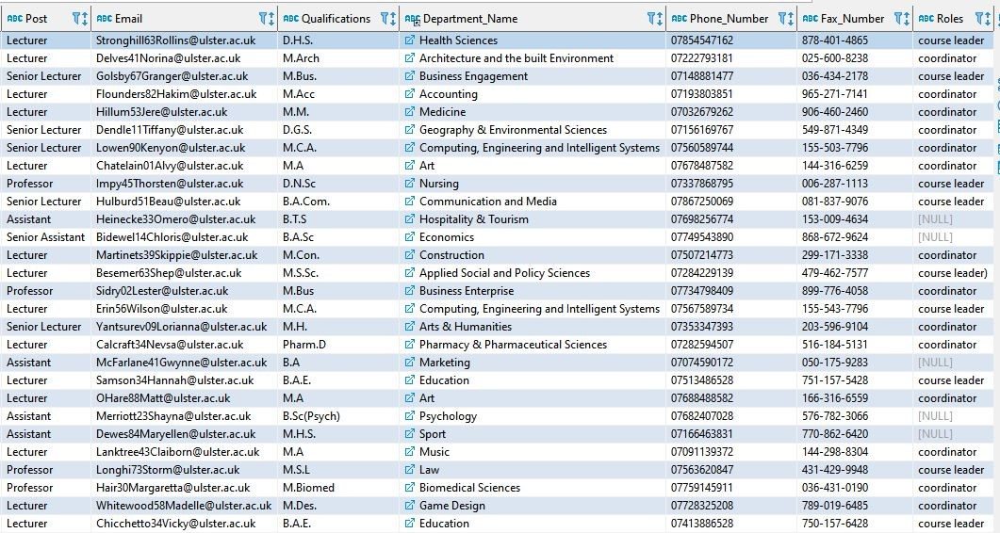 Post Email Qualifications Department_Name Phone_Number Fax_Number Roles
Lecturer Stronghill63Rollins@ulster.ac.uk D.H.S. Health Sciences 07854547162 878-401-4865 course leader
Lecturer Delves41Norina@ulster.ac.uk M.Arch Architecture and the built Environment 07222793181 025-600-8238 coordinator
Senior Lecturer Golsby67Granger@ulster.ac.uk M.Bus. Business Engagement 07148881477 036-434-2178 course leader
Lecturer Flounders82Hakim@ulster.ac.uk M.Acc Accounting 07193803851 965-271-7141 coordinator
Lecturer Hillum53Jere@ulster.ac.uk M.M. Medicine 07032679262 906-460-2460 coordinator
Senior Lecturer Dendle11Tiffany@ulster.ac.uk D.G.S. Geography & Environmental Sciences 07156169767 549-871-4349 coordinator
Senior Lecturer Lowen90Kenyon@ulster.ac.uk M.C.A. Computing, Engineering and Intelligent Systems 07560589744 155-503-7796 coordinator
Lecturer Chatelain01Alvy@ulster.ac.uk M.A Art 07678487582 144-316-6259 coordinator
Professor Impy45Thorsten@ulster.ac.uk D.N.Sc Nursing 07337868795 006-287-1113 course leader
Senior Lecturer Hulburd51Beau@ulster.ac.uk B.A.Com. Communication and Media 07867250069 081-837-9076 course leader
Assistant Heinecke33Omero@ulster.ac.uk B.T.S Hospitality & Tourism 07698256774 153-009-4634 [NULL]
Senior Assistant Bidewel14Chloris@ulster.ac.uk B.A.Sc Economics 07749543890 868-672-9624 [NULL]
Lecturer Martinets39Skippie@ulster.ac.uk M.Con. Construction 07507214773 299-171-3338 coordinator
Lecturer Besemer63Shep@ulster.ac.uk M.S.Sc. Applied Social and Policy Sciences 07284229139 479-462-7577 course leader)
Professor Sidry02Lester@ulster.ac.uk M.Bus Business Enterprise 07734798409 899-776-4058 coordinator
Lecturer Erin56Wilson@ulster.ac.uk M.C.A. Computing, Engineering and Intelligent Systems 07567589734 155-543-7796 course leader
Senior Lecturer Yantsurev09Lorianna@ulster.ac.uk M.H. Arts & Humanities 07353347393 203-596-9104 coordinator
Lecturer Calcraft34Nevsa@ulster.ac.uk Pharm.D Pharmacy & Pharmaceutical Sciences 07282594507 516-184-5131 coordinator
Assistant McFarlane41Gwynne@ulster.ac.uk B.A Marketing 07074590172 050-175-9283 [NULL]
Lecturer Samson34Hannah@ulster.ac.uk B.A.E. Education 07513486528 751-157-5428 course leader
Lecturer OHare88Matt@ulster.ac.uk M.A Art 07688488582 166-316-6559 coordinator
Assistant Merriott23Shayna@ulster.ac.uk B.Sc(Psych) Psychology 07682407028 576-782-3066 [NULL]
Assistant Dewes84Maryellen@ulster.ac.uk M.H.S. Sport 07166463831 770-862-6420 [NULL]
Lecturer Lanktree43Claiborn@ulster.ac.uk M.A Music 07091139372 144-298-8304 coordinator
Professor Longhi73Storm@ulster.ac.uk M.S.L Law 07563620847 431-429-9948 course leader
Professor Hair30Margaretta@ulster.ac.uk M.Biomed Biomedical Sciences 07759145911 036-431-0190 coordinator
Lecturer Whitewood58Madelle@ulster.ac.uk M.Des. Game Design 07728325208 789-019-6485 coordinator
Lecturer Chicchetto34Vicky@ulster.ac.uk B.A.E. Education 07413886528 750-157-6428 course leader